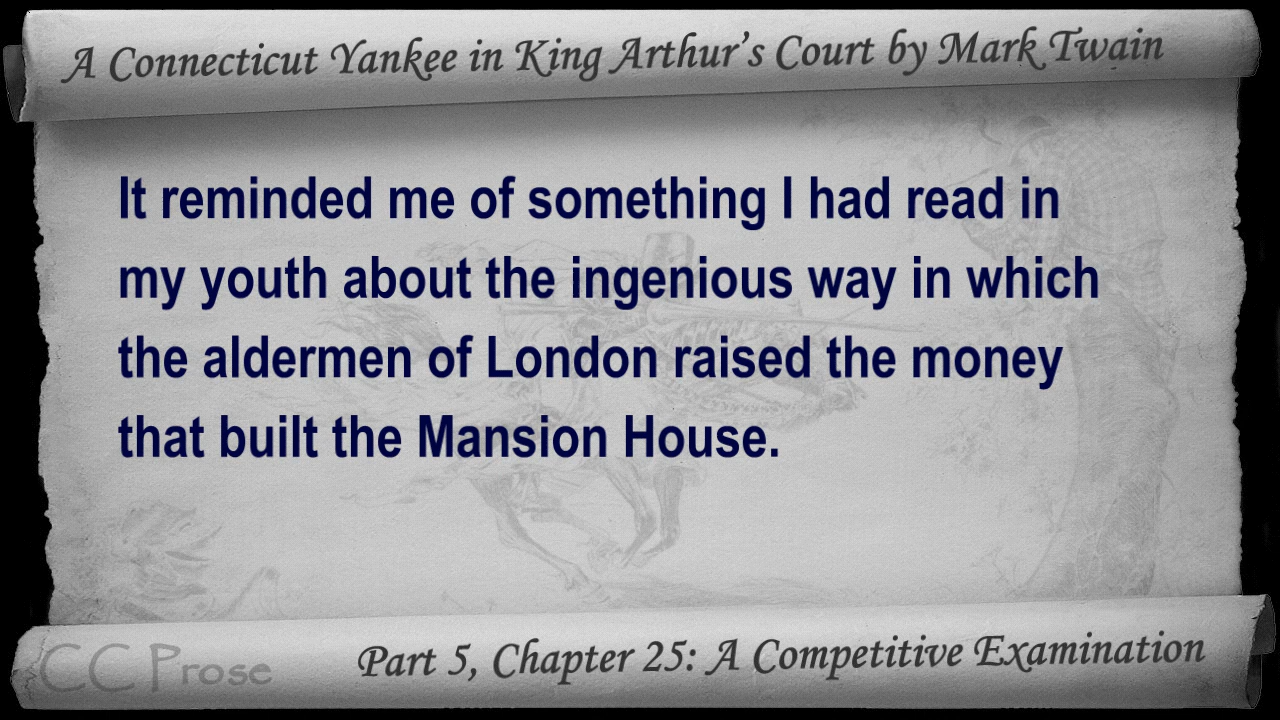 A Connecticut Yankee in King Arthur's Court by Mark Twain
It reminded me of something I had read in
my youth about the ingenious way in which
the aldermen of London raised the money
that built the Mansion House.
CC Prose
Part 5, Chapter 25: A Competitive Examination